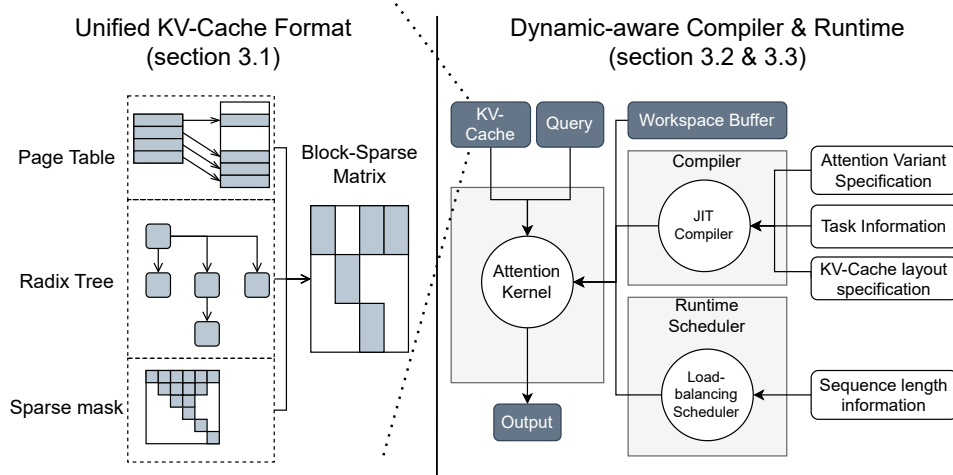 Unified KV-Cache Format
(section 3.1)
Page Table
Radix Tree
Sparse mask
Block-Sparse
Matrix
Dynamic-aware Compiler & Runtime
(section 3.2 & 3.3)
KV-
Cache
Query
Workspace Buffer
Attention
Kernel
Output
Compiler
JIT
Compiler
Attention Variant
Specification
Task Information
KV-Cache layout
specification
Runtime
Scheduler
Load-
balancing
Scheduler
Sequence length
information